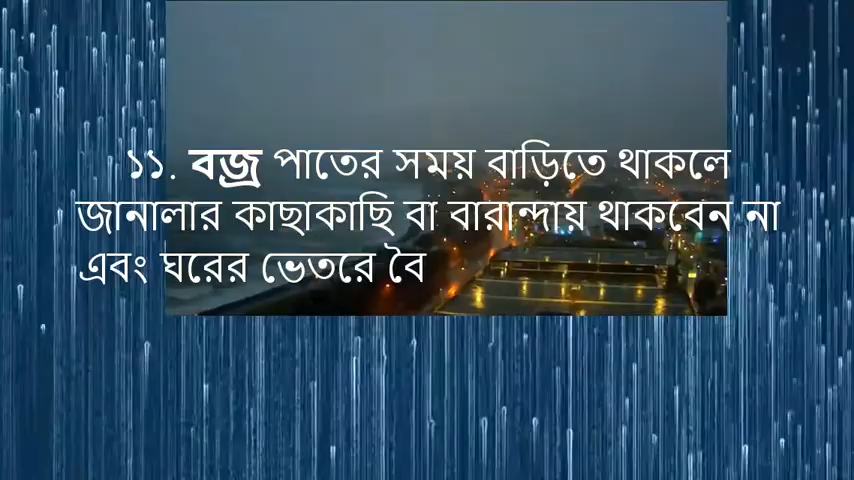 ১১. বজ্র পাতের সময় বাড়িতে থাকলে
জানালার কাছাকাছি বা বারান্দায় থাকবেন না
এবং ঘরের ভেতরে বৈ